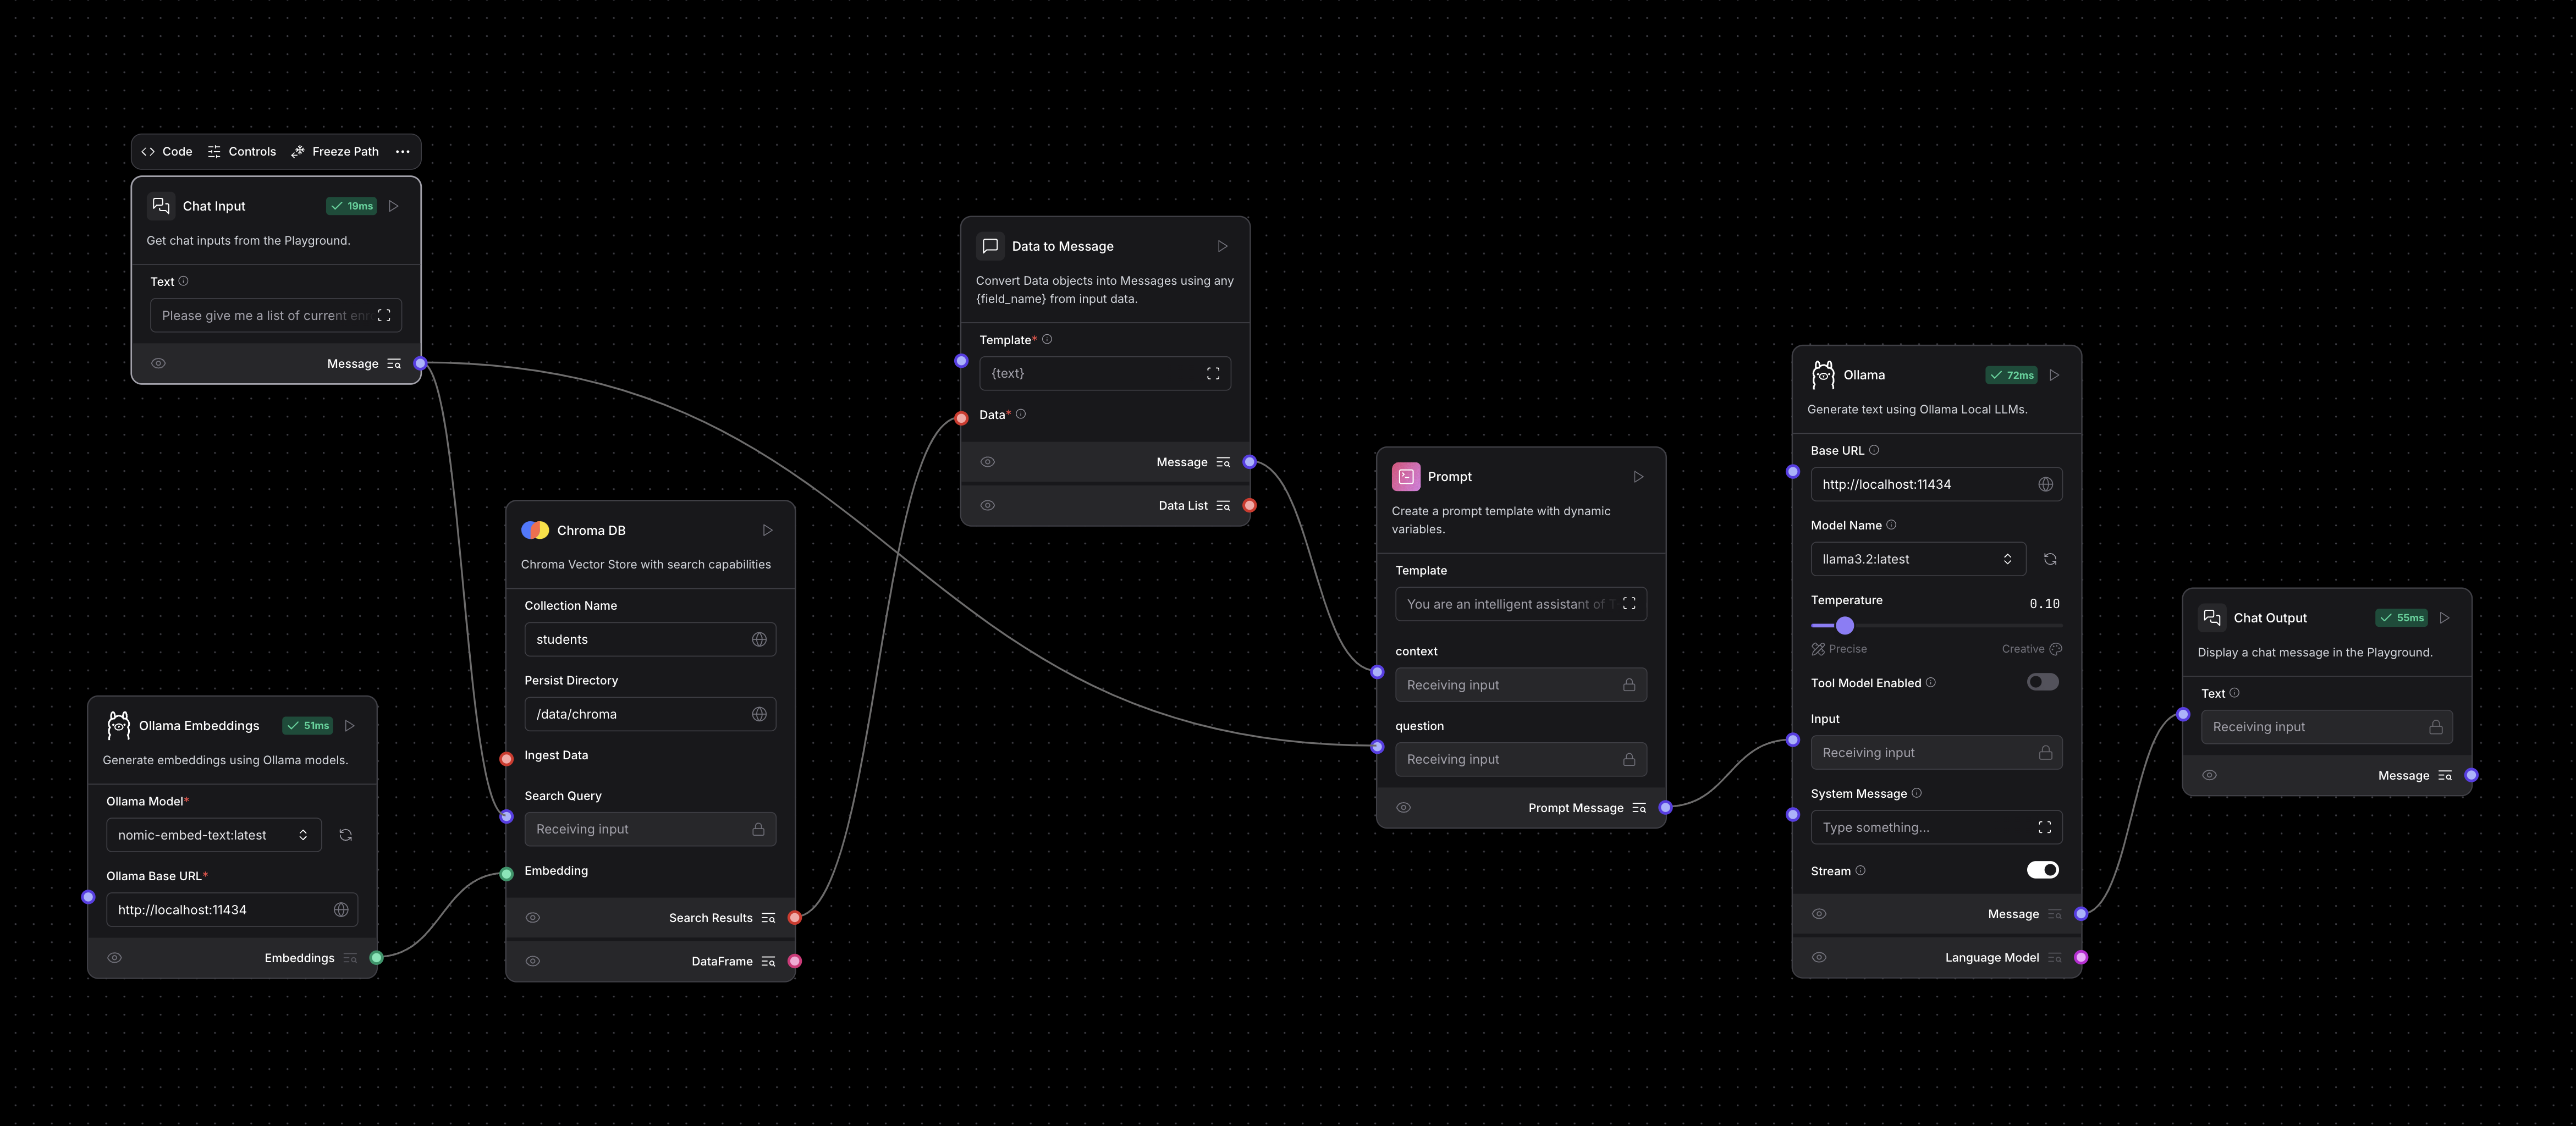 Code
Controls
Freeze Path
Chat Input
19ms
Get chat inputs from the Playground.
Text
Please give me a list of current
Message
Ollama Embeddings
51ms
Generate embeddings using Ollama models.
Ollama Model*
nomic-embed-text:latest
Ollama Base URL*
http://localhost:11434
Embeddings
Chroma DB
Chroma Vector Store with search capabilities
Collection Name
students
Persist Directory
/data/chroma
Ingest Data
Search Query
Receiving input
Embedding
Search Results
DataFrame
Data to Message
Convert Data objects into Messages using any
{field_name} from input data.
Template*
{text}
Data*
Message
Data List
Prompt
Create a prompt template with dynamic
variables.
Template
You are an intelligent assistant of
context
Receiving input
question
Receiving input
Prompt Message
Ollama
72ms
Generate text using Ollama Local LLMs.
Base URL
http://localhost:11434
Model Name
llama3.2:latest
Temperature
0.10
Precise
Creative
Tool Model Enabled
Input
Receiving input
System Message
Type something...
Stream
Message
Language Model
Chat Output
55ms
Display a chat message in the Playground.
Text
Receiving input
Message